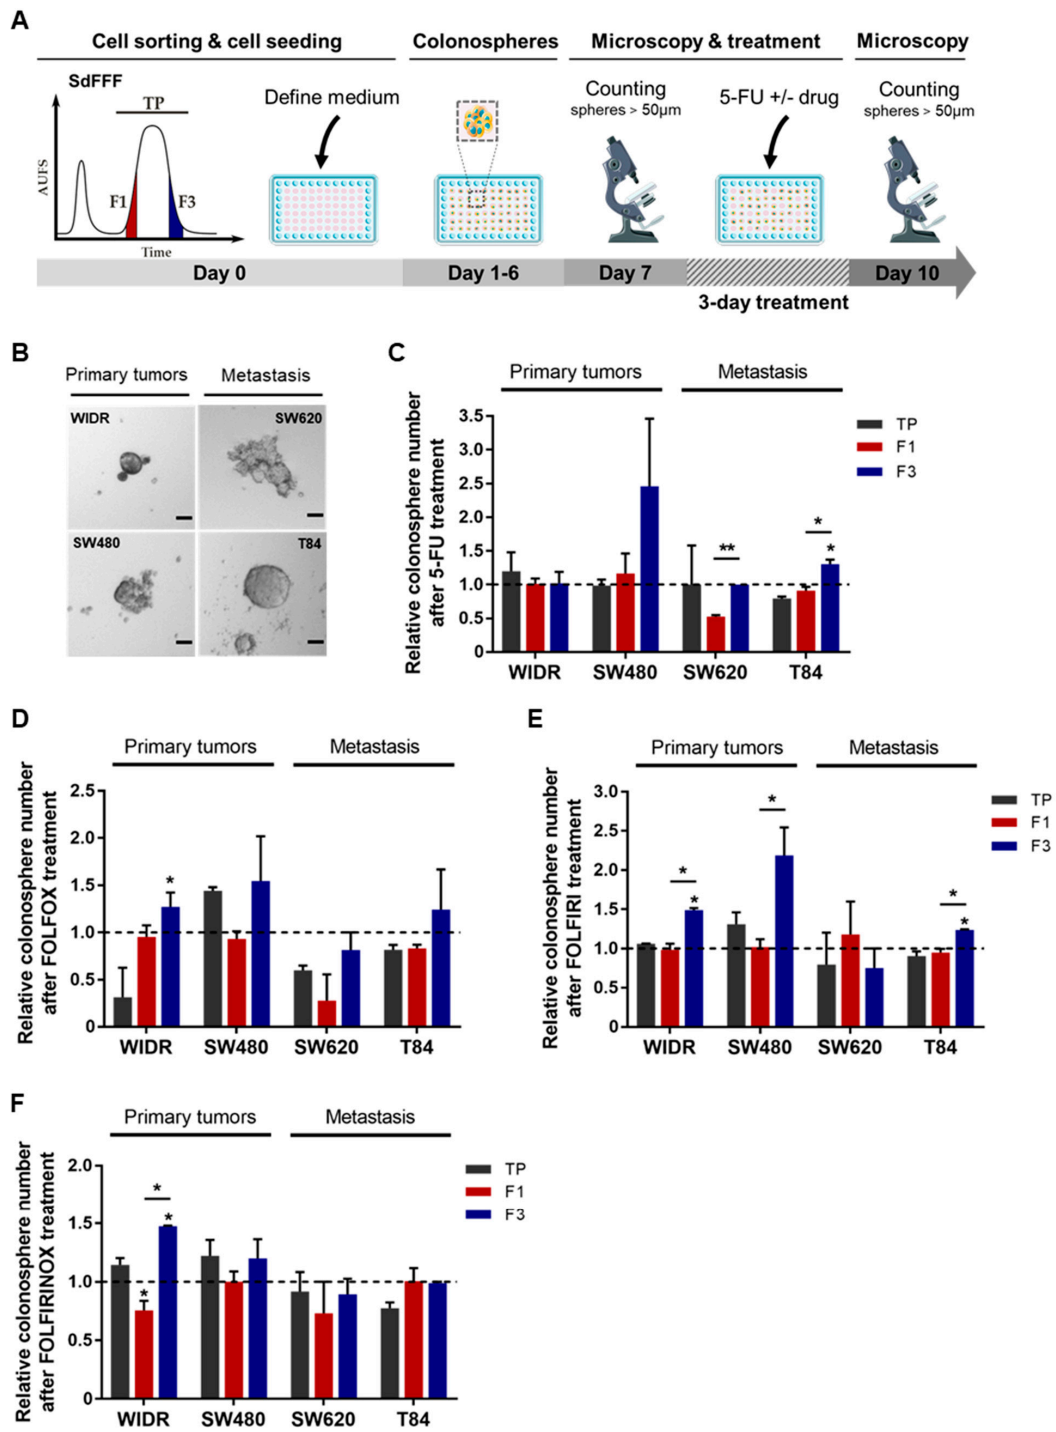 A
Cell sorting & cell seeding
Colonospheres
Microscopy & treatment
Microscopy
SdFFF
TP
AUFS
F1
F3
Time
Define medium
Counting
spheres > 50µm
5-FU +/- drug
Counting
spheres > 50µm
Day 0
Day 1-6
Day 7
Day 10
3-day treatment
B
Primary tumors
Metastasis
WIDR
SW620
SW480
T84
C
Primary tumors
Metastasis
Relative colonosphere number
after 5-FU treatment
3.5
3.0
2.5
2.0
1.5
1.0
0.5
0
**
*
*
WIDR
SW480
SW620
T84
TP
F1
F3
D
Primary tumors
Metastasis
Relative colonosphere number
after FOLFOX treatment
2.5
2.0
1.5
1.0
0.5
0
*
WIDR
SW480
SW620
T84
E
Primary tumors
Metastasis
Relative colonosphere number
after FOLFIRI treatment
3.0
2.5
2.0
1.5
1.0
0.5
0
*
*
*
*
*
WIDR
SW480
SW620
T84
TP
F1
F3
F
Primary tumors
Metastasis
Relative colonosphere number
after FOLFIRINOX treatment
2.0
1.5
1.0
0.5
0
*
*
*
WIDR
SW480
SW620
T84
TP
F1
F3